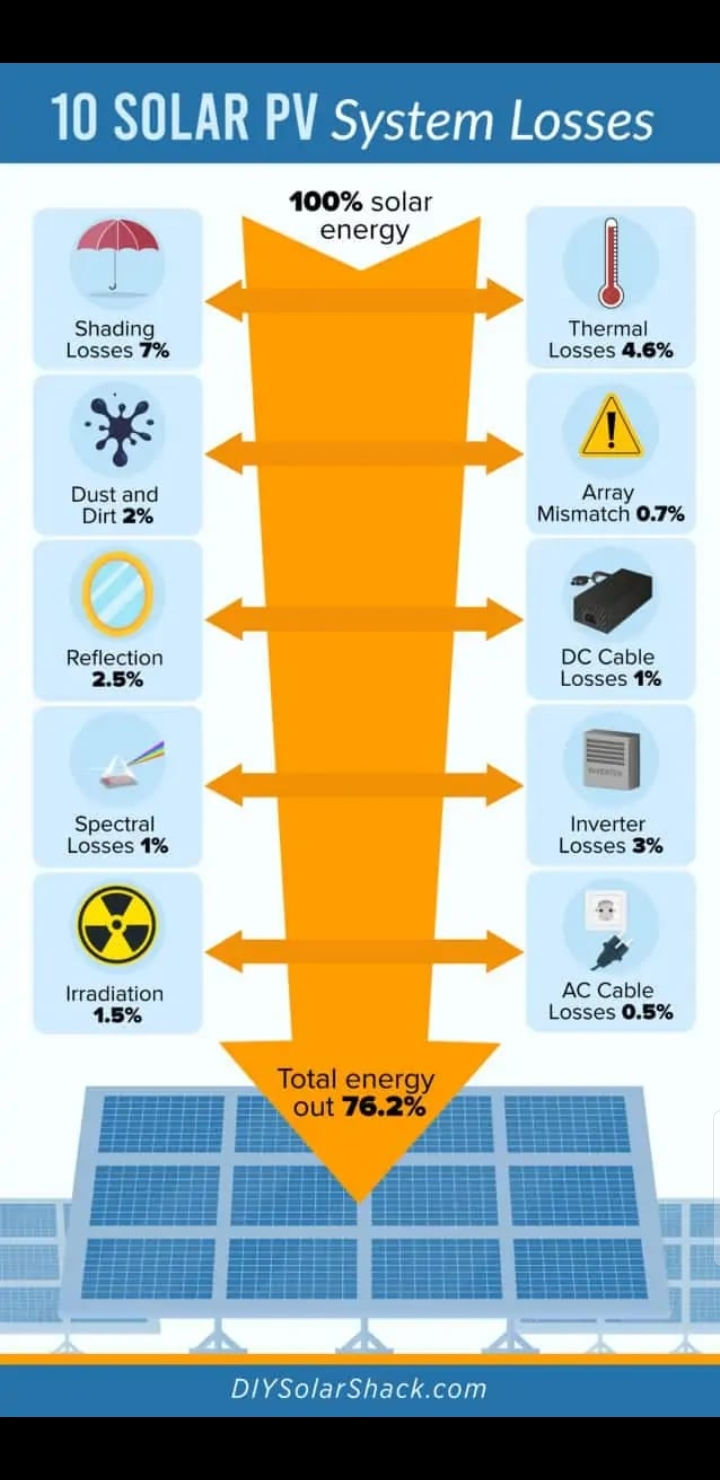 10 SOLAR PV System Losses
100% solar
energy
Shading
Losses 7%
Thermal
Losses 4.6%
Dust and
Dirt 2%
Array
Mismatch 0.7%
Reflection
2.5%
DC Cable
Losses 1%
Spectral
Losses 1%
INVERTER
Inverter
Losses 3%
Irradiation
1.5%
AC Cable
Losses 0.5%
Total energy
out 76.2%
DIYSolarShack.com